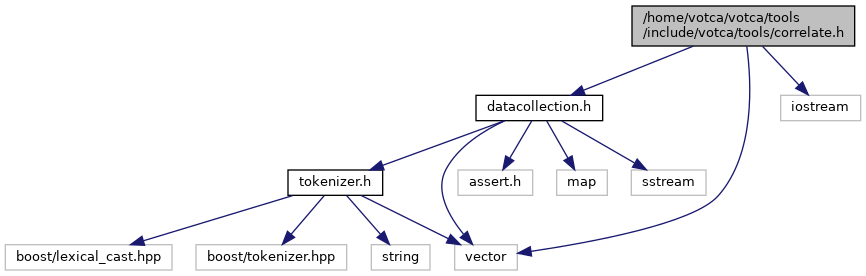 /home/votca/votca/tools
/include/votca/tools/correlate.h
datacollection.h
iostream
tokenizer.h
assert.h
map
sstream
boost/lexical_cast.hpp
boost/tokenizer.hpp
string
vector